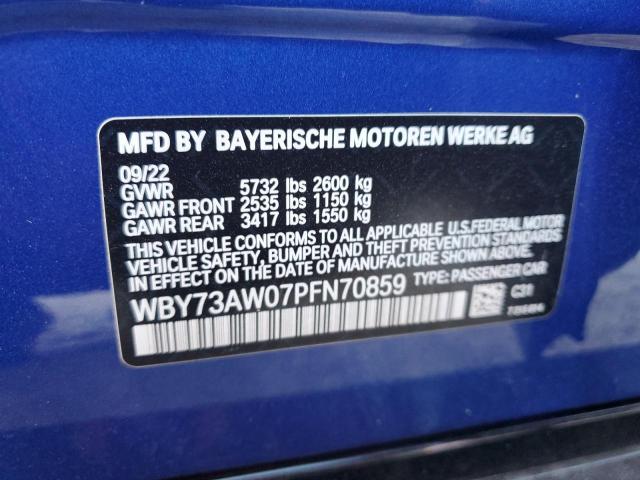 MFD BY BAYERISCHE MOTOREN WERKE AG
09/22
GVWR 5732 lbs 2600 kg
GAWR FRONT 2535 lbs 1150 kg
GAWR REAR 3417 lbs 1550 kg
THIS VEHICLE CONFORMS TO ALL APPLICABLE U.S. FEDERAL MOTOR
VEHICLE SAFETY, BUMPER, AND THEFT PREVENTION STANDARDS
IN EFFECT ON THE DATE OF MANUFACTURE SHOWN ABOVE.
WBY73AW07PFN70859 TYPE: PASSENGER CAR
C31